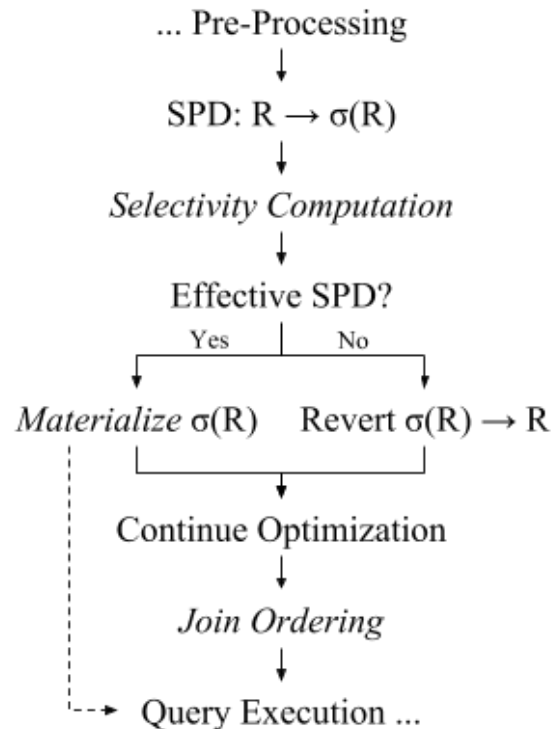 ... Pre-Processing
SPD: R → σ(R)
Selectivity Computation
Effective SPD?
Yes No
Materialize σ(R) Revert σ(R) → R
Continue Optimization
Join Ordering
Query Execution ...